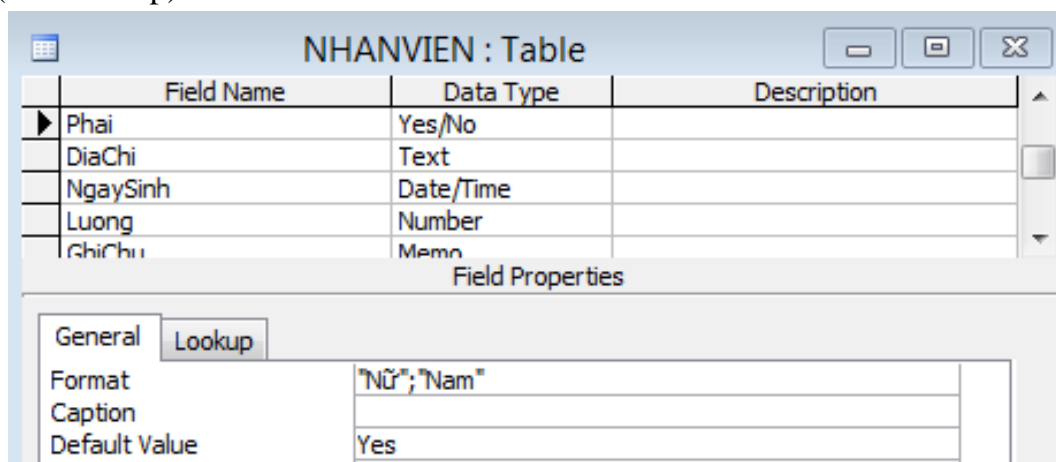 NHANVIEN : Table
Field Name Data Type Description
Phai Yes/No
DiaChi Text
NgaySinh Date/Time
Luong Number
GhiChu Memo
Field Properties
General Lookup
Format "Nữ";"Nam"
Caption
Default Value Yes